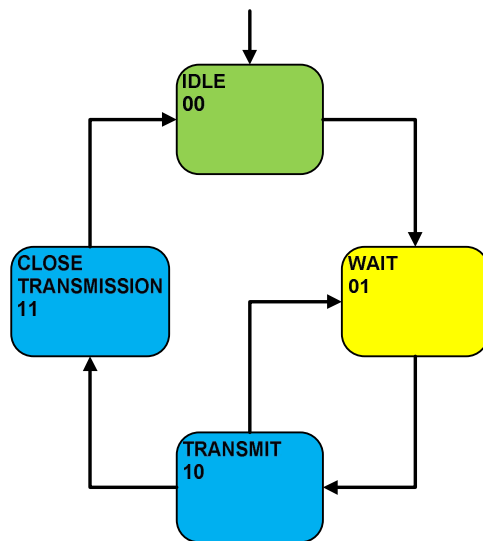 IDLE
00
CLOSE
TRANSMISSION
11
WAIT
01
TRANSMIT
10